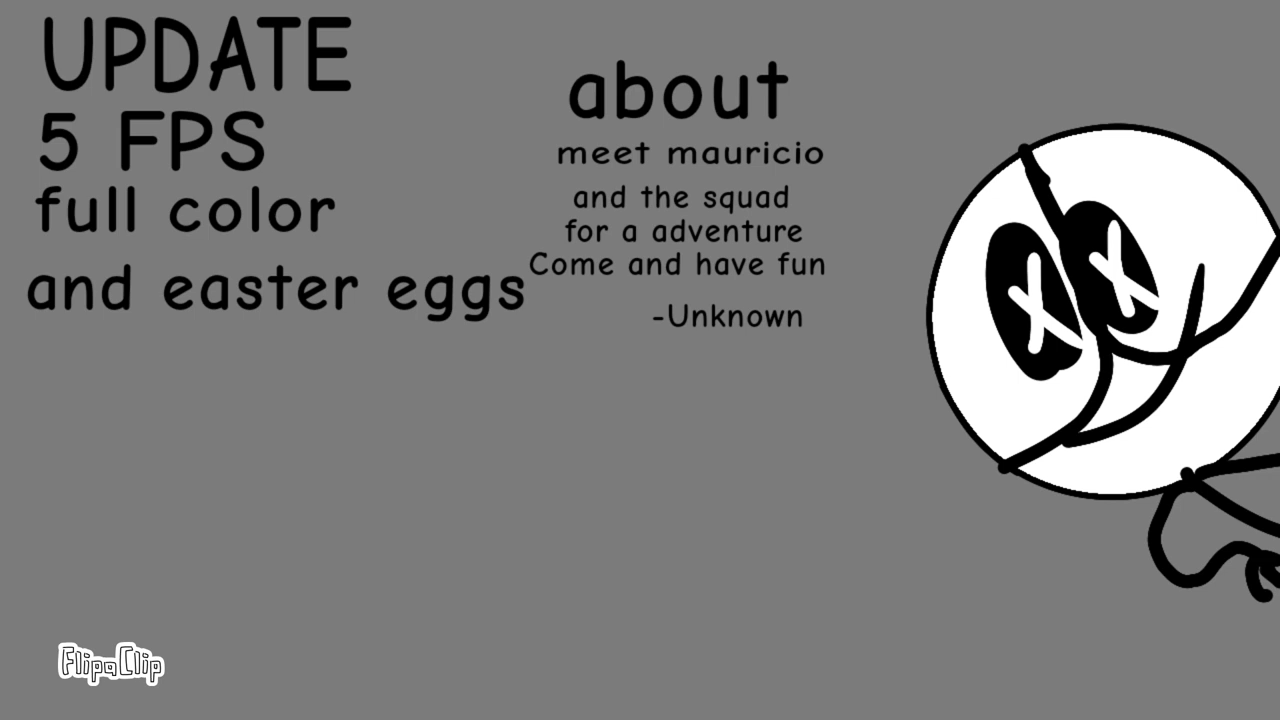 UPDATE
5 FPS
full color
and easter eggs
about
meet mauricio
and the squad
for a adventure
Come and have fun
-Unknown
FlipaClip